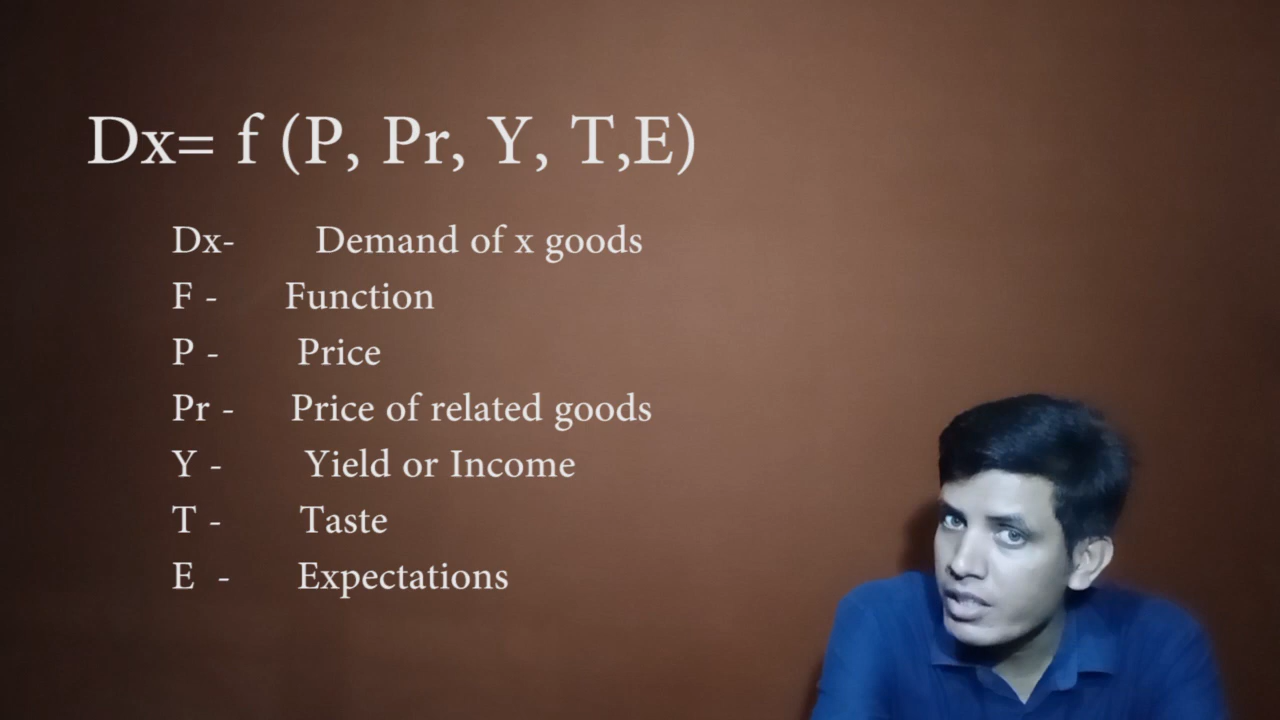 Dx= f (P, Pr, Y, T,E)
Dx- Demand of x goods
F - Function
P - Price
Pr - Price of related goods
Y - Yield or Income
T - Taste
E - Expectations